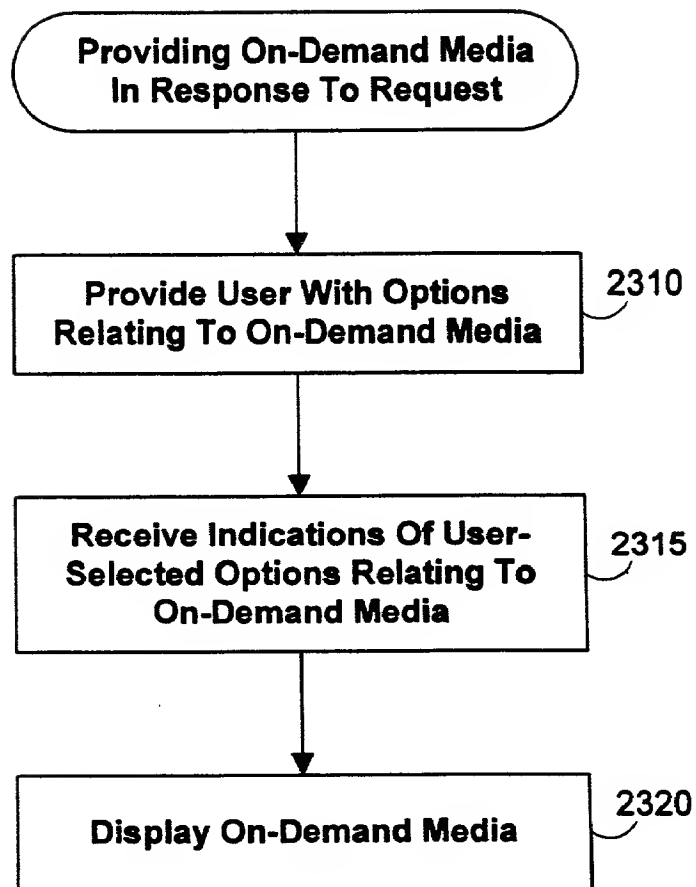 Providing On-Demand Media
In Response To Request
Provide User With Options
Relating To On-Demand Media
2310
Receive Indications Of User-
Selected Options Relating To
On-Demand Media
2315
Display On-Demand Media
2320